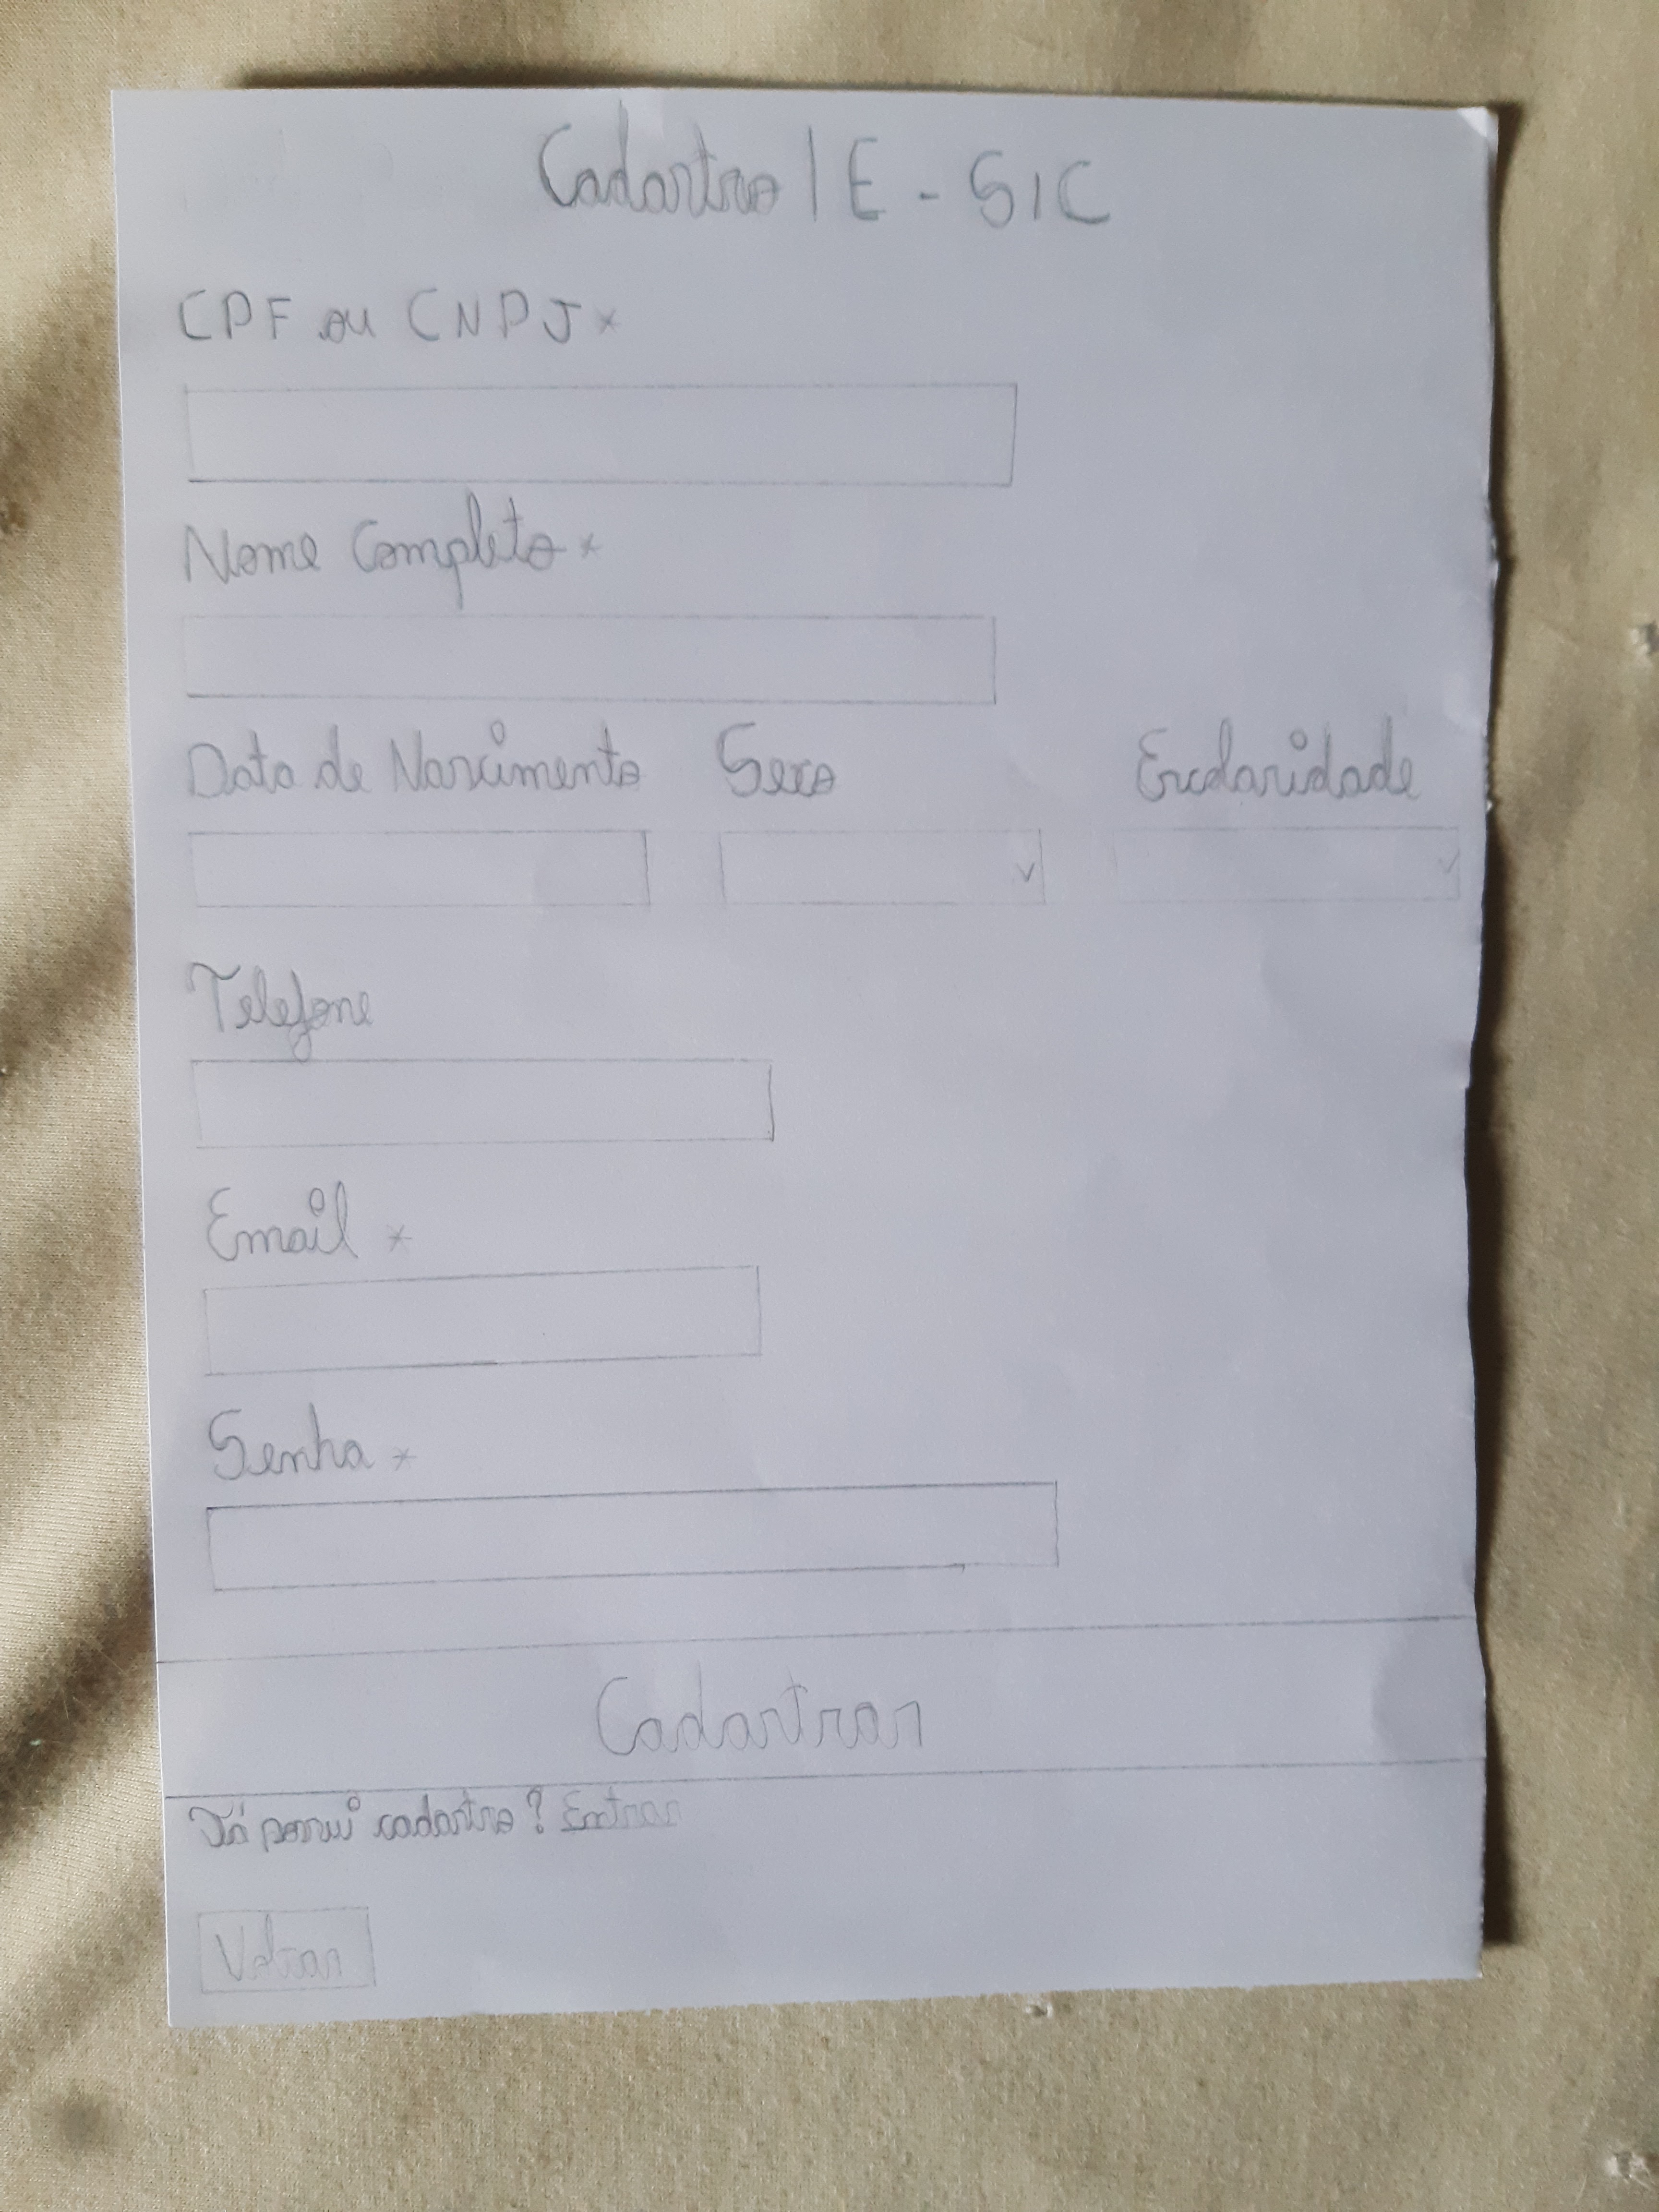 Cadastro | E - SIC
CPF ou CNPJ *
Nome Completo *
Data de Nascimento Sexo Escolaridade
Telefone
Email *
Senha *
Cadastrar
Já possui cadastro? Entrar
Voltar